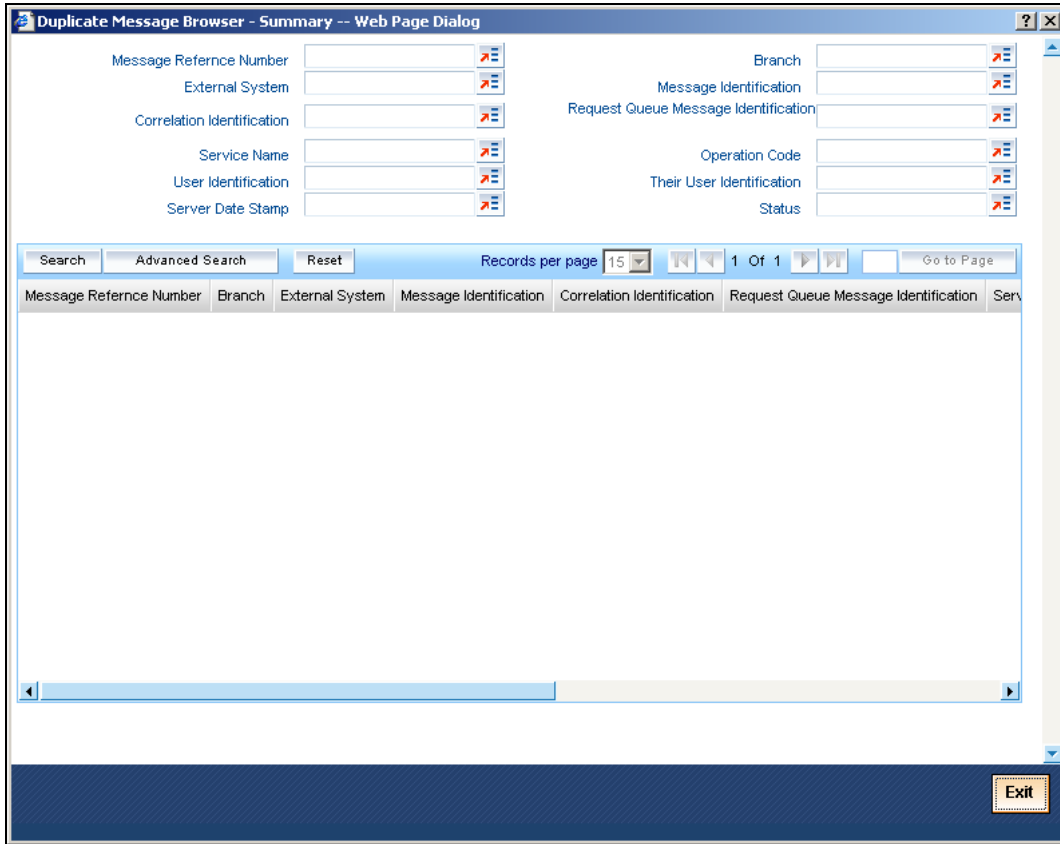 Duplicate Message Browser - Summary -- Web Page Dialog
Message Refernce Number
Branch
External System
Message Identification
Correlation Identification
Request Queue Message Identification
Service Name
Operation Code
User Identification
Their User Identification
Server Date Stamp
Status
Search Advanced Search Reset Records per page 15 1 Of 1 Go to Page
Message Refernce Number Branch External System Message Identification Correlation Identification Request Queue Message Identification Serv
Exit